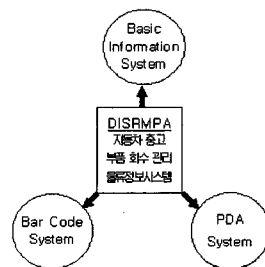 Basic
Information
System
DISRMPA
자동차 중고
부품 회수 관리
물류정보시스템
Bar Code
System
PDA
System